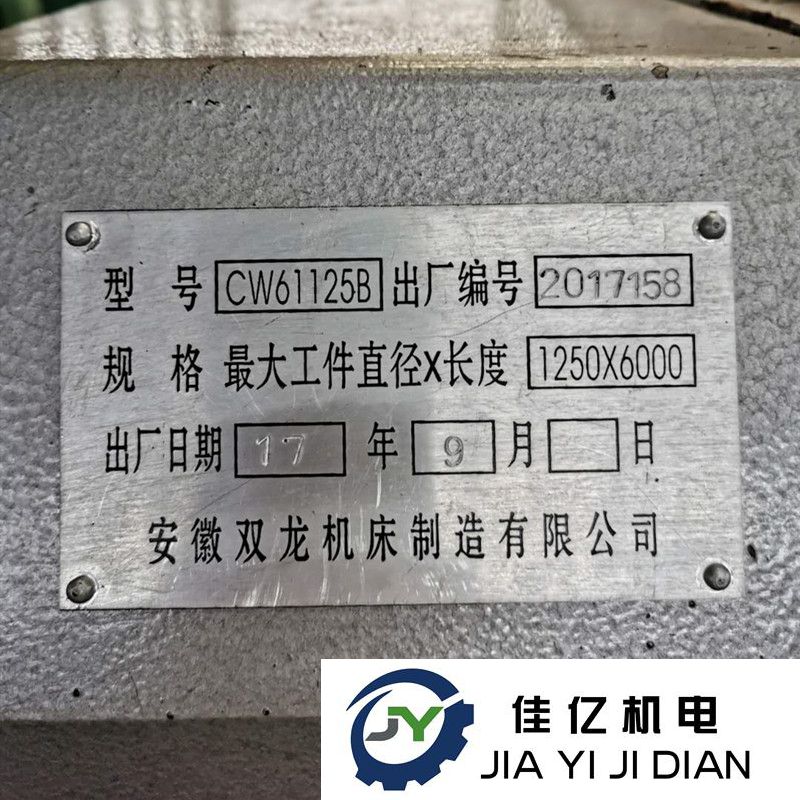 型号 CW61125B 出厂编号 2017158
规格 最大工件直径X长度 1250X6000
出厂日期 17 年 9 月 日
安徽双龙机床制造有限公司
JY
佳亿机电
JIA YI JI DIAN